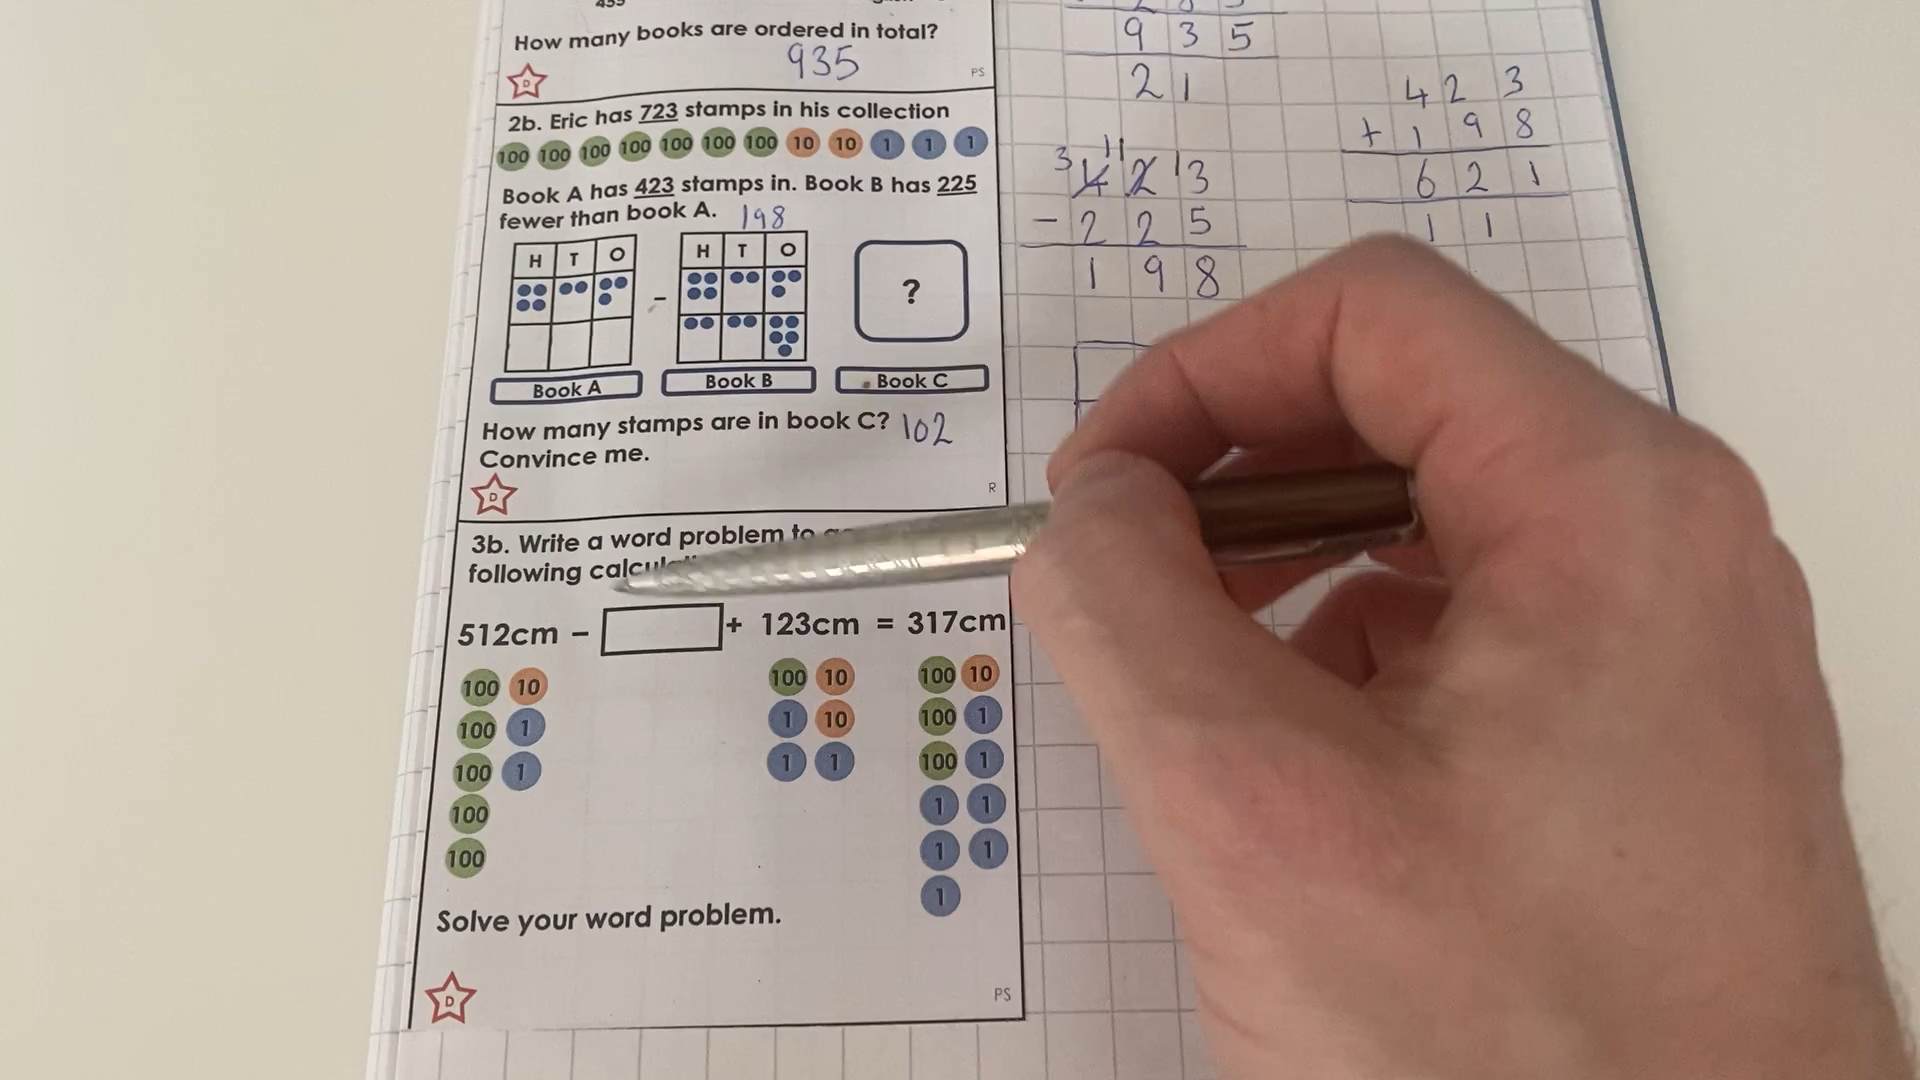 How many books are ordered in total?
935
D
PS
2b. Eric has 723 stamps in his collection
100 100 100 100 100 100 100 10 10 1 1 1
Book A has 423 stamps in. Book B has 225
fewer than book A. 198
H T O
-
H T O
?
Book A
Book B
Book C
How many stamps are in book C? 102
Convince me.
D
R
3b. Write a word problem to
following
512cm - + 123cm = 317cm
100 10 100 10 100 10
100 1 1 10 100 1
100 1 1 1 100 1
100 1 1
100 1 1
1
Solve your word problem.
D
PS
9 3 5
2 1
3 11 1
4 2 3
- 2 2 5
1 9 8
4 2 3
+ 1 9 8
6 2 1
1 1